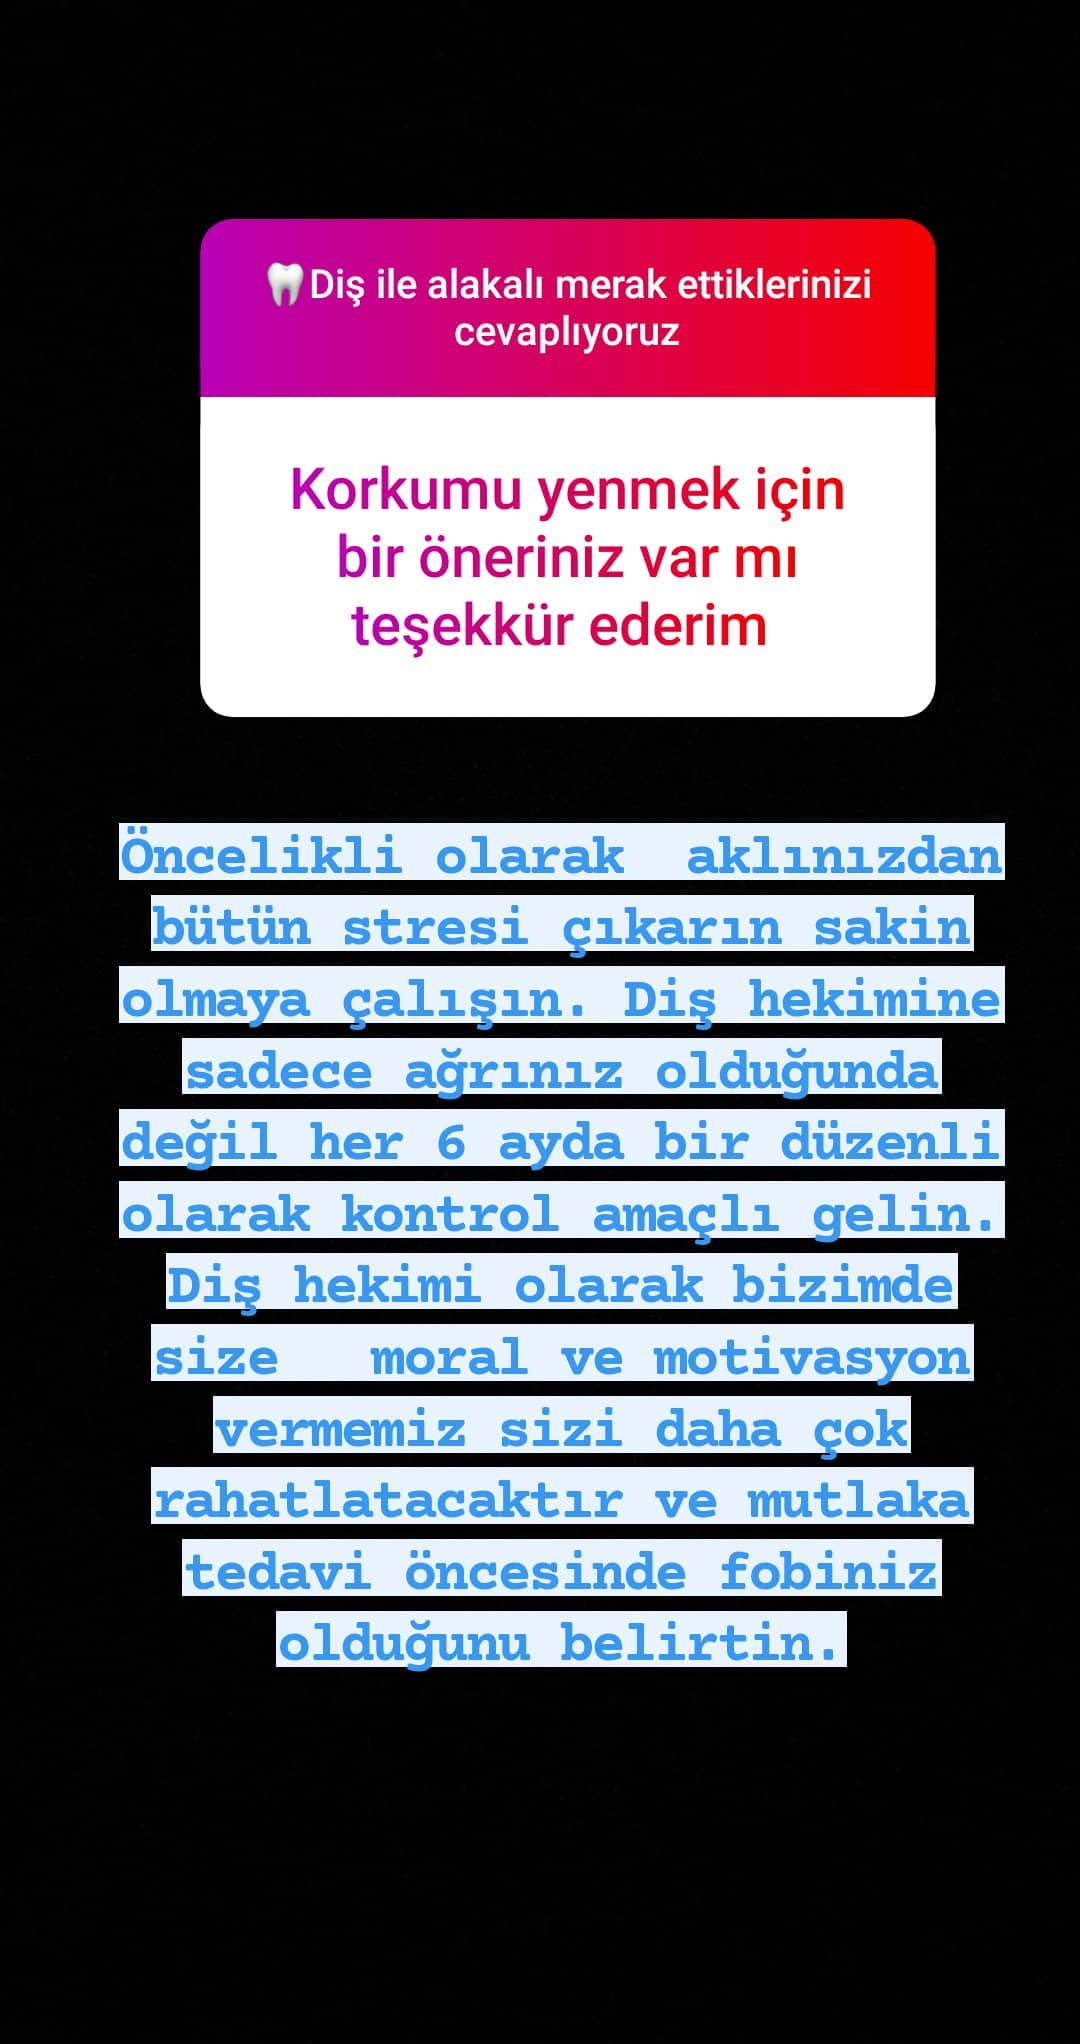 🦷Diş ile alakalı merak ettiklerinizi
cevaplıyoruz
Korkumu yenmek için
bir öneriniz var mı
teşekkür ederim
Öncelikli olarak  aklınızdan
bütün stresi çıkarın sakin
olmaya çalışın. Diş hekimine
sadece ağrınız olduğunda
değil her 6 ayda bir düzenli
olarak kontrol amaçlı gelin.
Diş hekimi olarak bizimde
size   moral ve motivasyon
vermemiz sizi daha çok
rahatlatacaktır ve mutlaka
tedavi öncesinde fobiniz
olduğunu belirtin.